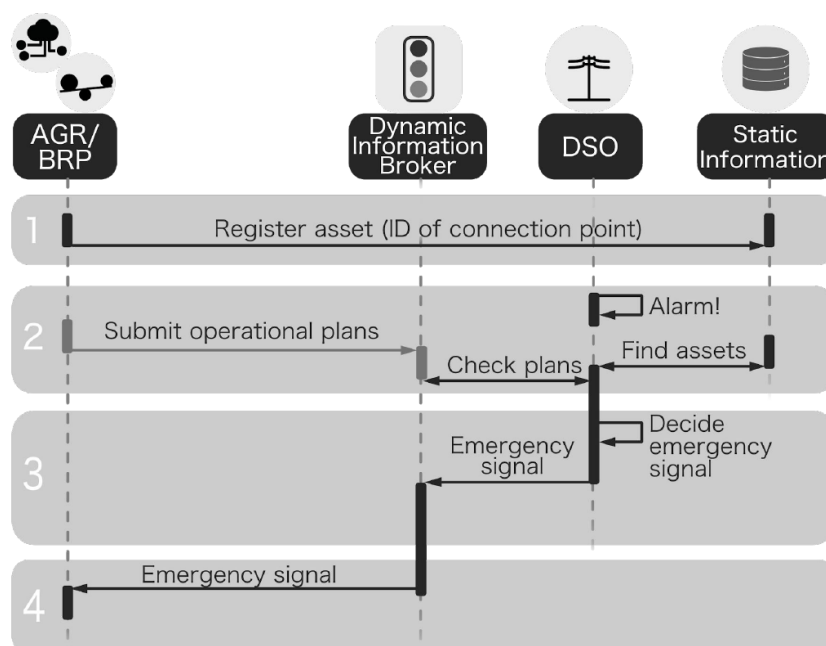 AGR/
BRP
Dynamic
Information
Broker
DSO
Static
Information
1
Register asset (ID of connection point)
2
Alarm!
Submit operational plans
Find assets
Check plans
3
Decide
emergency
signal
Emergency
signal
4
Emergency signal